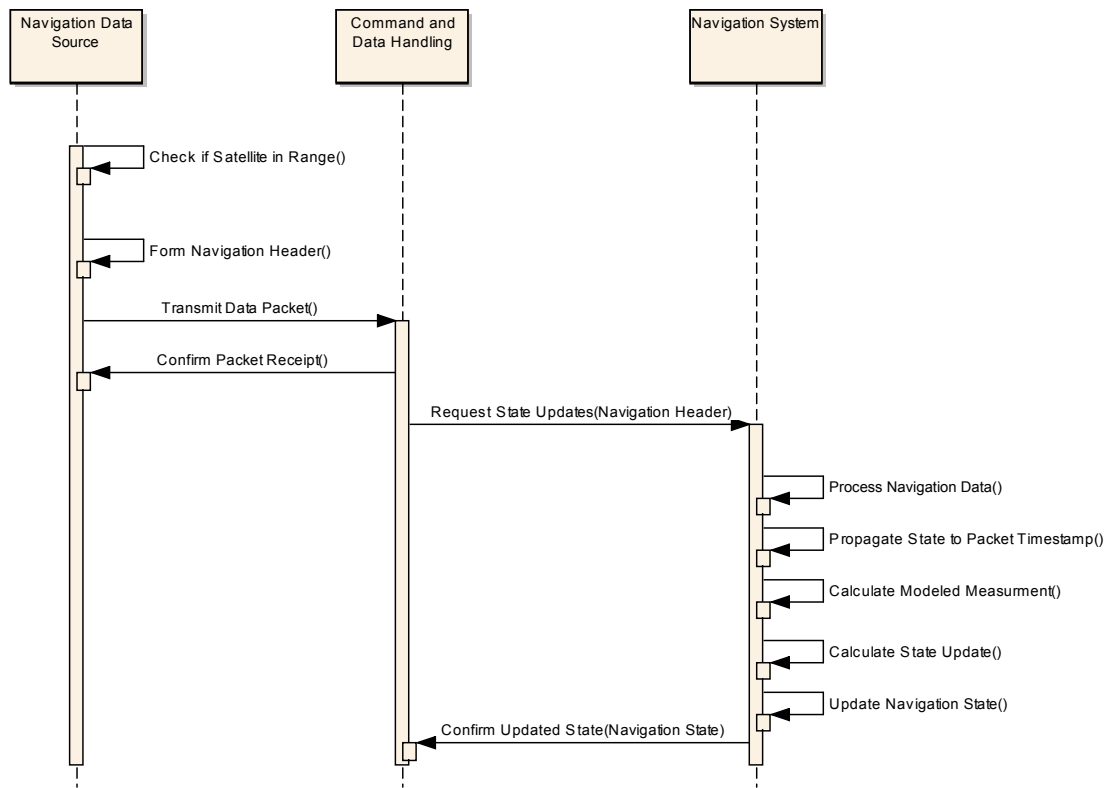 Navigation Data
Source
Command and
Data Handling
Navigation System
Check if Satellite in Range()
Form Navigation Header()
Transmit Data Packet()
Confirm Packet Receipt()
Request State Updates(Navigation Header)
Process Navigation Data()
Propagate State to Packet Timestamp()
Calculate Modeled Measurment()
Calculate State Update()
Update Navigation State()
Confirm Updated State(Navigation State)